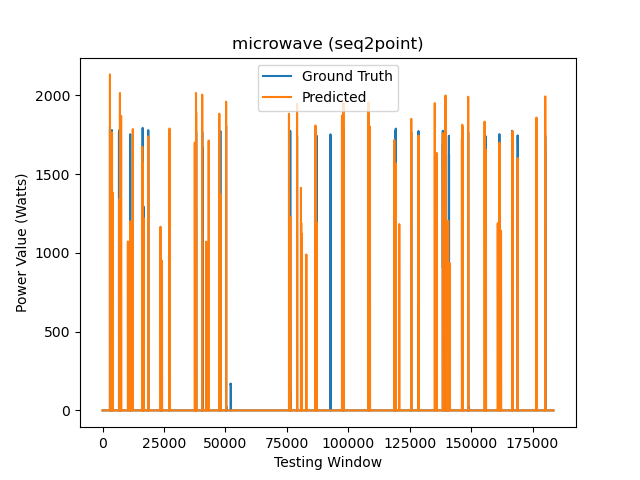 microwave (seq2point)
Ground Truth
Predicted
Power Value (Watts)
2000
1500
1000
500
0
0 25000 50000 75000 100000 125000 150000 175000
Testing Window